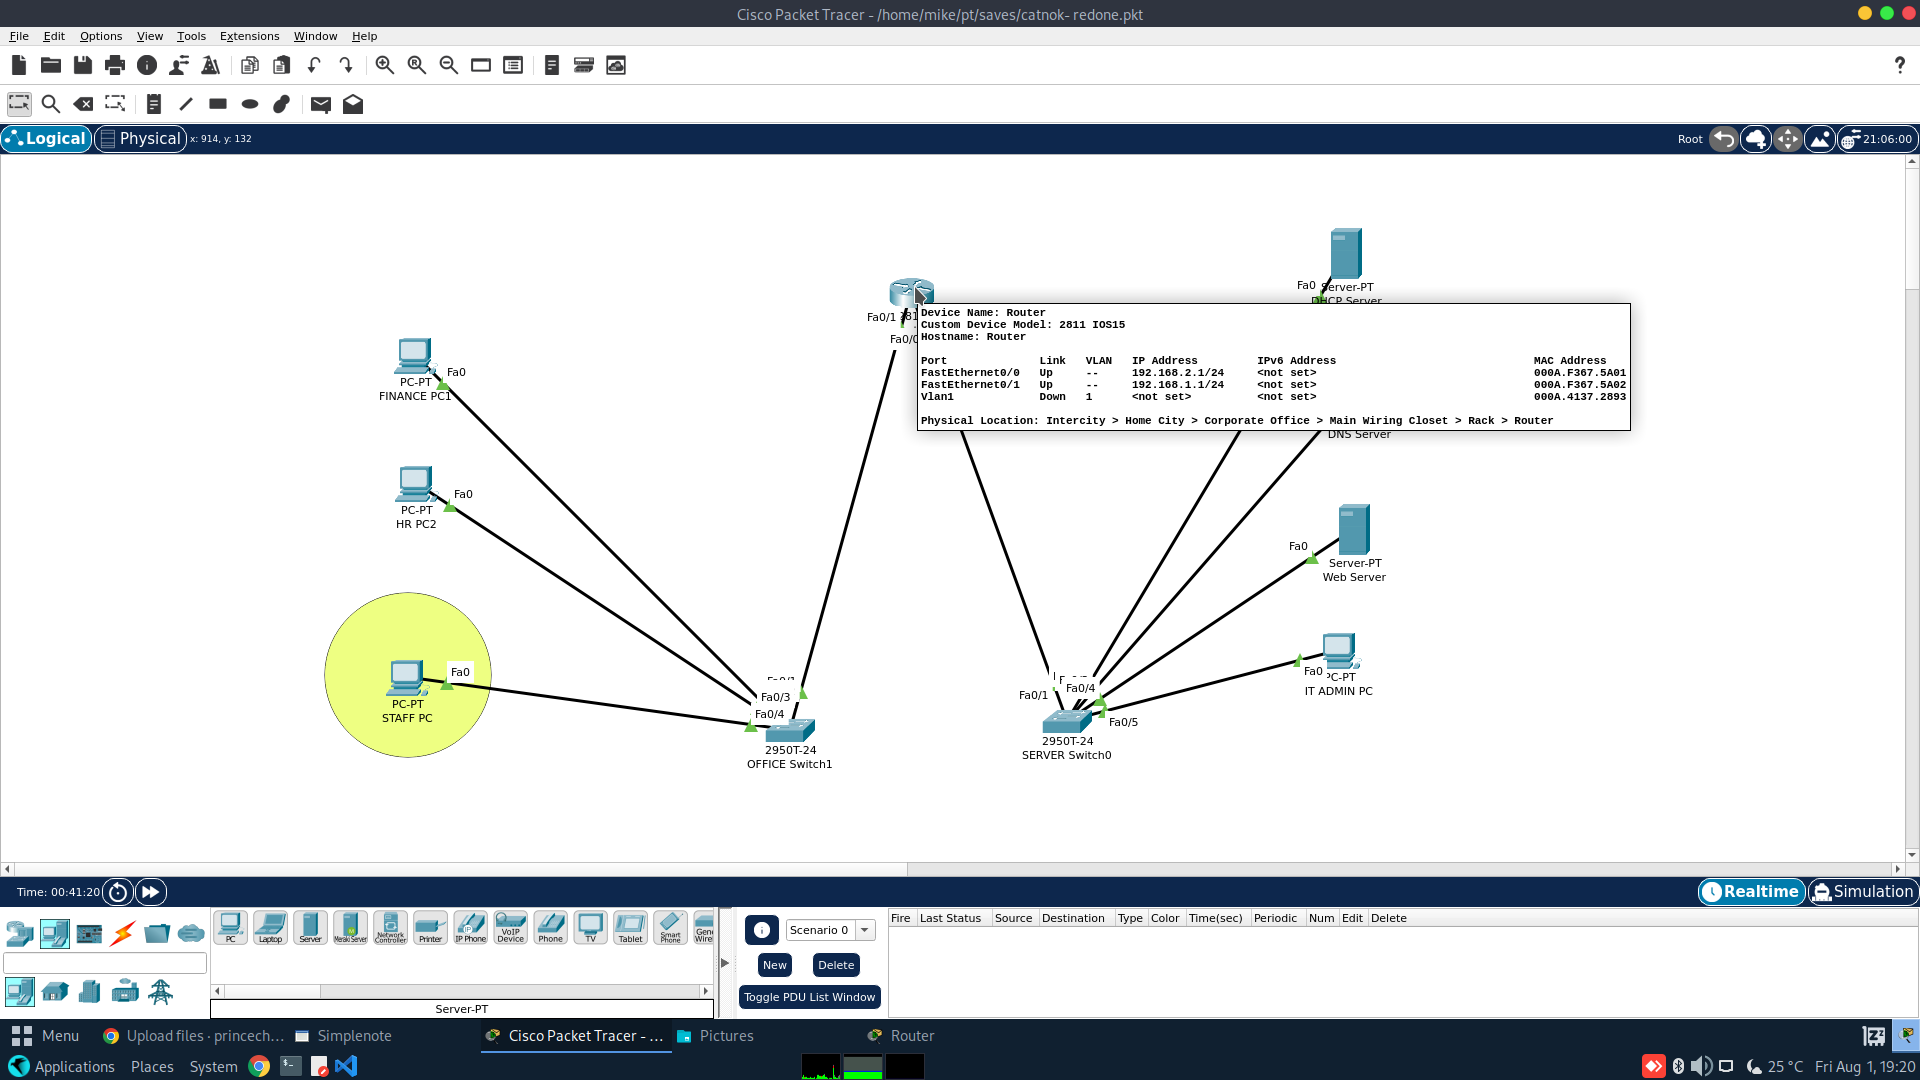 Cisco Packet Tracer - /home/mike/pt/saves/catnok- redone.pkt
File Edit Options View Tools Extensions Window Help
Logical Physical x: 914, y: 132 Root 21:06:00
Fa0 Server-PT
DHCP Server
Fa0/1
Fa0/0
Device Name: Router
Custom Device Model: 2811 IOS15
Hostname: Router
Port Link VLAN IP Address IPv6 Address MAC Address
FastEthernet0/0 Up -- 192.168.2.1/24 <not set> 000A.F367.5A01
FastEthernet0/1 Up -- 192.168.1.1/24 <not set> 000A.F367.5A02
Vlan1 Down 1 <not set> <not set> 000A.4137.2893
Physical Location: Intercity > Home City > Corporate Office > Main Wiring Closet > Rack > Router
DNS Server
Fa0
PC-PT
FINANCE PC1
Fa0
PC-PT
HR PC2
Fa0
Server-PT
Web Server
Fa0
PC-PT
STAFF PC
Fa0
PC-PT
IT ADMIN PC
Fa0/3
Fa0/4
2950T-24
OFFICE Switch1
Fa0/1
Fa0/4
Fa0/5
2950T-24
SERVER Switch0
Time: 00:41:20 Realtime Simulation
PC Laptop Server MerakiServer Network Controller Printer IP Phone VoIP Device Phone TV Tablet Smart Phone
Server-PT
Scenario 0
New Delete
Toggle PDU List Window
Fire Last Status Source Destination Type Color Time(sec) Periodic Num Edit Delete
Menu Upload files · princech... Simplenote Cisco Packet Tracer - ... Pictures Router
Applications Places System 25 °C Fri Aug 1, 19:20